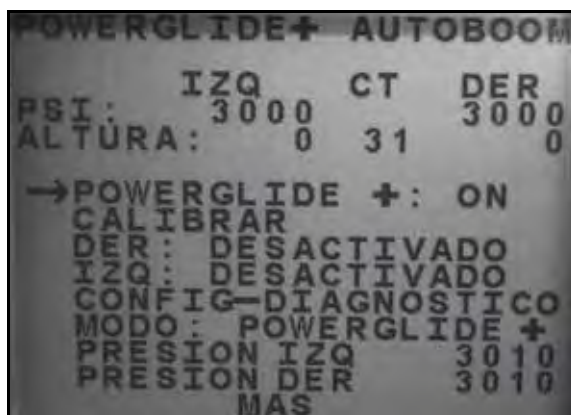 POWERGLIDE+ AUTOBOOM
IZQ CT DER
PSI: 3000 3000
ALTURA: 0 31 0
→POWERGLIDE +: ON
CALIBRAR
DER: DESACTIVADO
IZQ: DESACTIVADO
CONFIG-DIAGNOSTICO
MODO: POWERGLIDE +
PRESION IZQ 3010
PRESION DER 3010
MAS